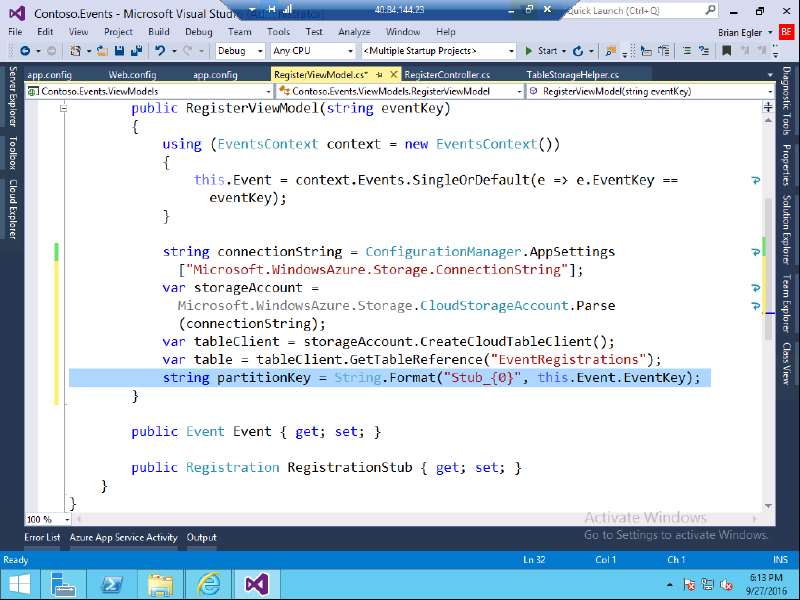 Contoso.Events - Microsoft Visual Stud
40.84.144.23
Quick Launch (Ctrl+Q)
File Edit View Project Build Debug Team Tools Test Analyze Window Help
Brian Egler BE
Debug Any CPU <Multiple Startup Projects> Start
app.config Web.config app.config RegisterViewModel.cs* RegisterController.cs TableStorageHelper.cs
Contoso.Events.ViewModels Contoso.Events.ViewModels.RegisterViewModel RegisterViewModel(string eventKey)
Server Explorer
Toolbox
Cloud Explorer
public RegisterViewModel(string eventKey)
{
using (EventsContext context = new EventsContext())
{
this.Event = context.Events.SingleOrDefault(e => e.EventKey ==
eventKey);
}
string connectionString = ConfigurationManager.AppSettings
["Microsoft.WindowsAzure.Storage.ConnectionString"];
var storageAccount =
Microsoft.WindowsAzure.Storage.CloudStorageAccount.Parse
(connectionString);
var tableClient = storageAccount.CreateCloudTableClient();
var table = tableClient.GetTableReference("EventRegistrations");
string partitionKey = String.Format("Stub_{0}", this.Event.EventKey);
}
public Event Event { get; set; }
public Registration RegistrationStub { get; set; }
}
}
Diagnostic Tools
Properties
Solution Explorer
Team Explorer
Class View
100 %
Activate Windows
Go to Settings to activate Windows.
Error List Azure App Service Activity Output
Ready Ln 32 Col 1 Ch 1 INS
6:13 PM
9/27/2016